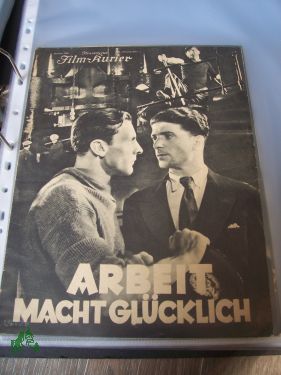 Illustrierter
Film-Kurier
ARBEIT
MACHT GLÜCKLICH